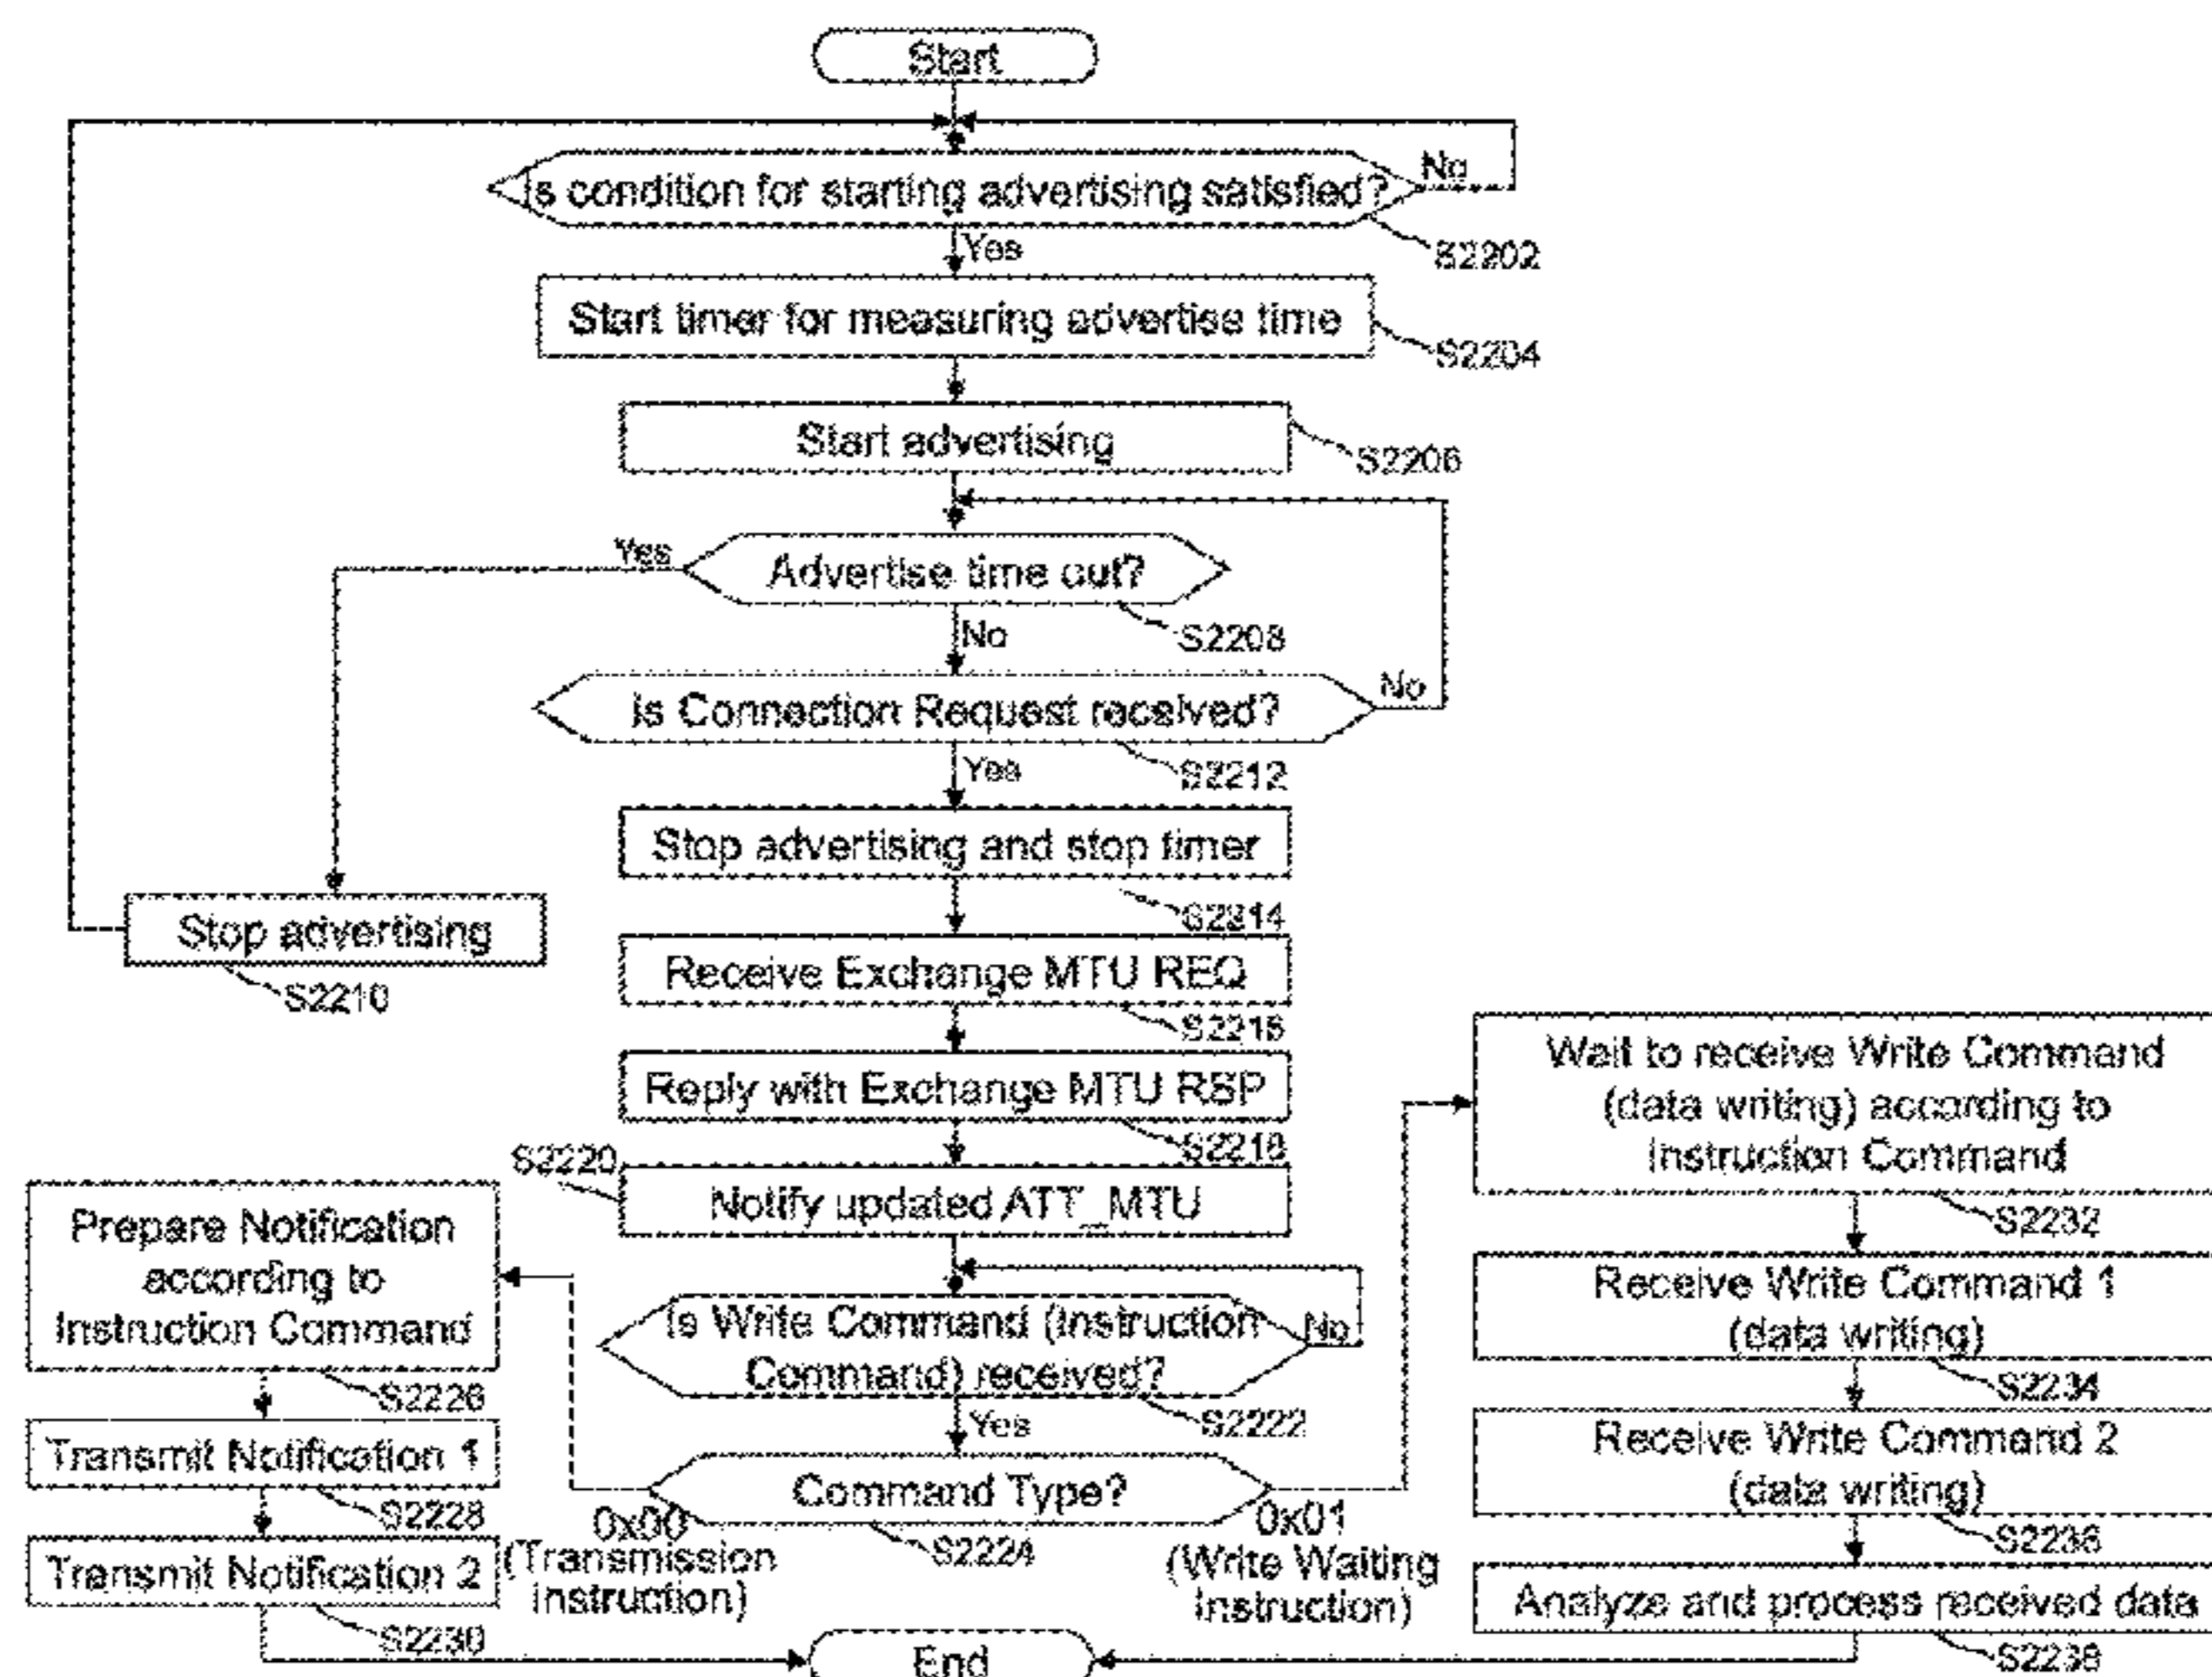 Start
Is condition for starting advertising satisfied?
No
S2202
Yes
Start timer for measuring advertise time
S2204
Start advertising
S2206
Advertise time out?
Yes
S2208
No
Is Connection Request received?
No
S2212
Yes
Stop advertising and stop timer
S2214
Stop advertising
S2210
Receive Exchange MTU REQ
S2216
Reply with Exchange MTU RSP
S2218
S2220
Notify updated ATT_MTU
Is Write Command (Instruction
Command) received?
No
S2222
Yes
Command Type?
S2224
0x00
(Transmission
Instruction)
0x01
(Write Waiting
Instruction)
Prepare Notification
according to
Instruction Command
S2226
Transmit Notification 1
S2228
Transmit Notification 2
S2230
Wait to receive Write Command
(data writing) according to
Instruction Command
S2232
Receive Write Command 1
(data writing)
S2234
Receive Write Command 2
(data writing)
S2236
Analyze and process received data
S2238
End